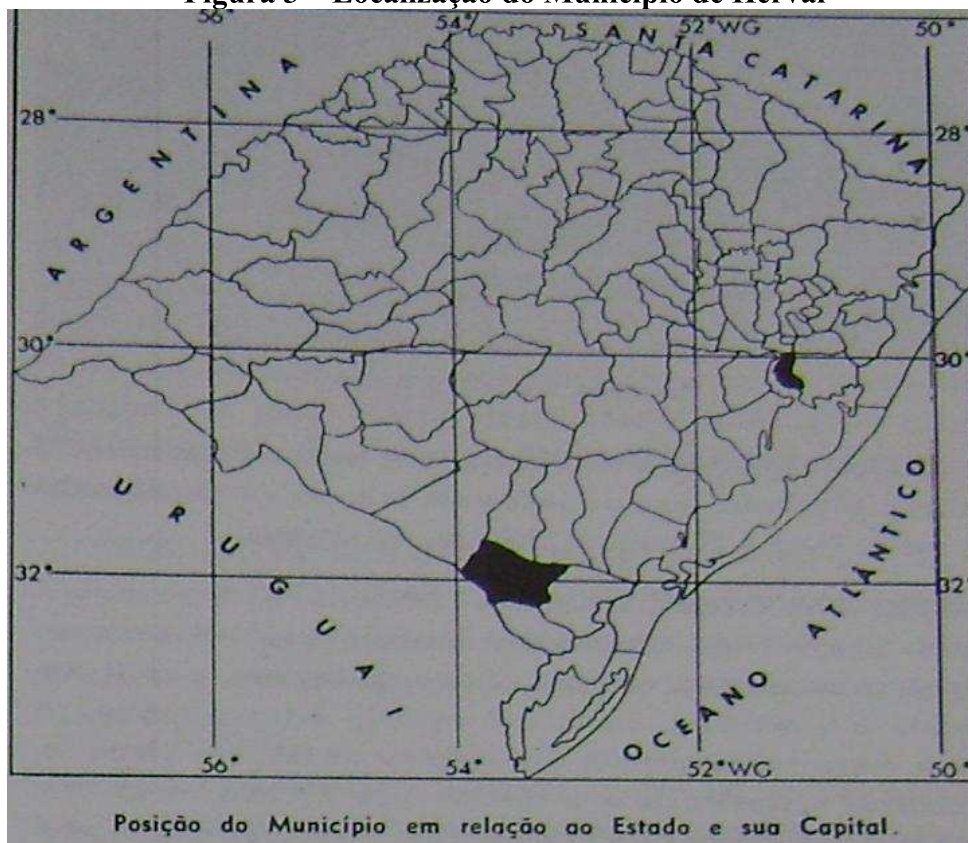 Figura 3 – Localização do Município de Herval
56° 54° 52°WG 50°
SANTA CATARINA
ARGENTINA
28° 28°
30° 30°
URUGUAI
32° 32
OCEANO ATLÂNTICO
56° 54° 52°WG 50°
Posição do Município em relação ao Estado e sua Capital.